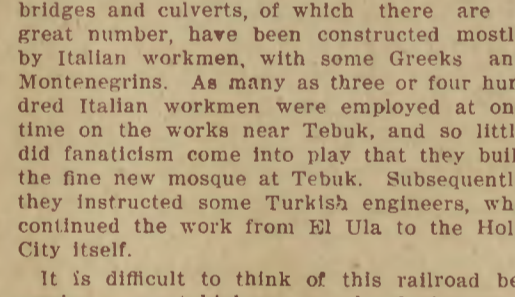 bridges and culverts, of which there are
great number, have been constructed mostl
by Italian workmen, with some Greeks an
Montenegrins. As many as three or four hun
dred Italian workmen were employed at on
time on the works near Tebuk, and so littl
did fanaticism come into play that they buil
the fine new mosque at Tebuk. Subsequentl
they instructed some Turkish engineers, wh
continued the work from El Ula to the Hol
City itself.
It is difficult to think of this railroad be